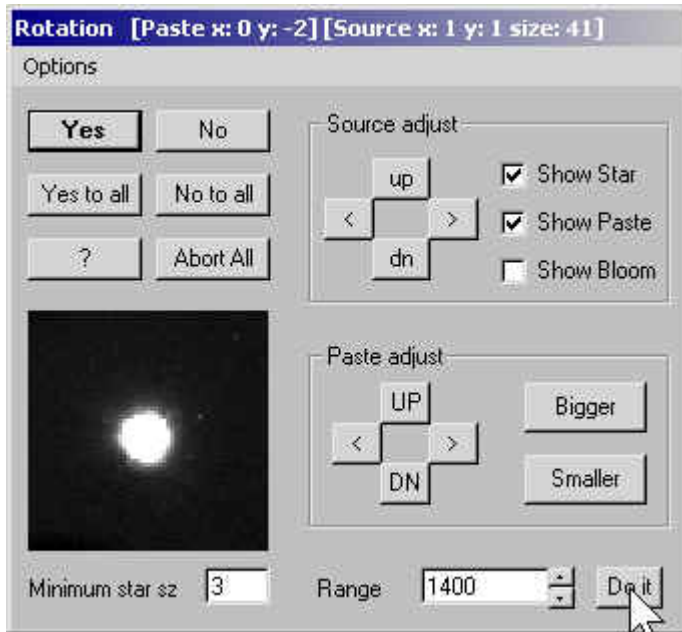 Rotation [Paste x: 0 y: -2] [Source x: 1 y: 1 size: 41]
Options
Yes
No
Yes to all
No to all
?
Abort All
Source adjust
up
<
>
dn
Show Star
Show Paste
Show Bloom
Paste adjust
UP
<
>
DN
Bigger
Smaller
Minimum star sz 3
Range 1400
Do it